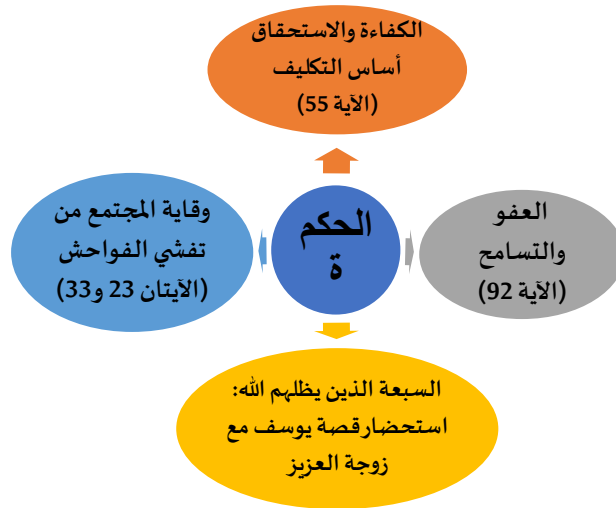 الكفاءة والاستحقاق
أساس التكليف
(الآية 55)
العفو
والتسامح
(الآية 92)
الحكم
ة
وقاية المجتمع من
تفشي الفواحش
(الآيتان 23 و33)
السبعة الذين يظلهم الله:
استحضارقصة يوسف مع
زوجة العزيز